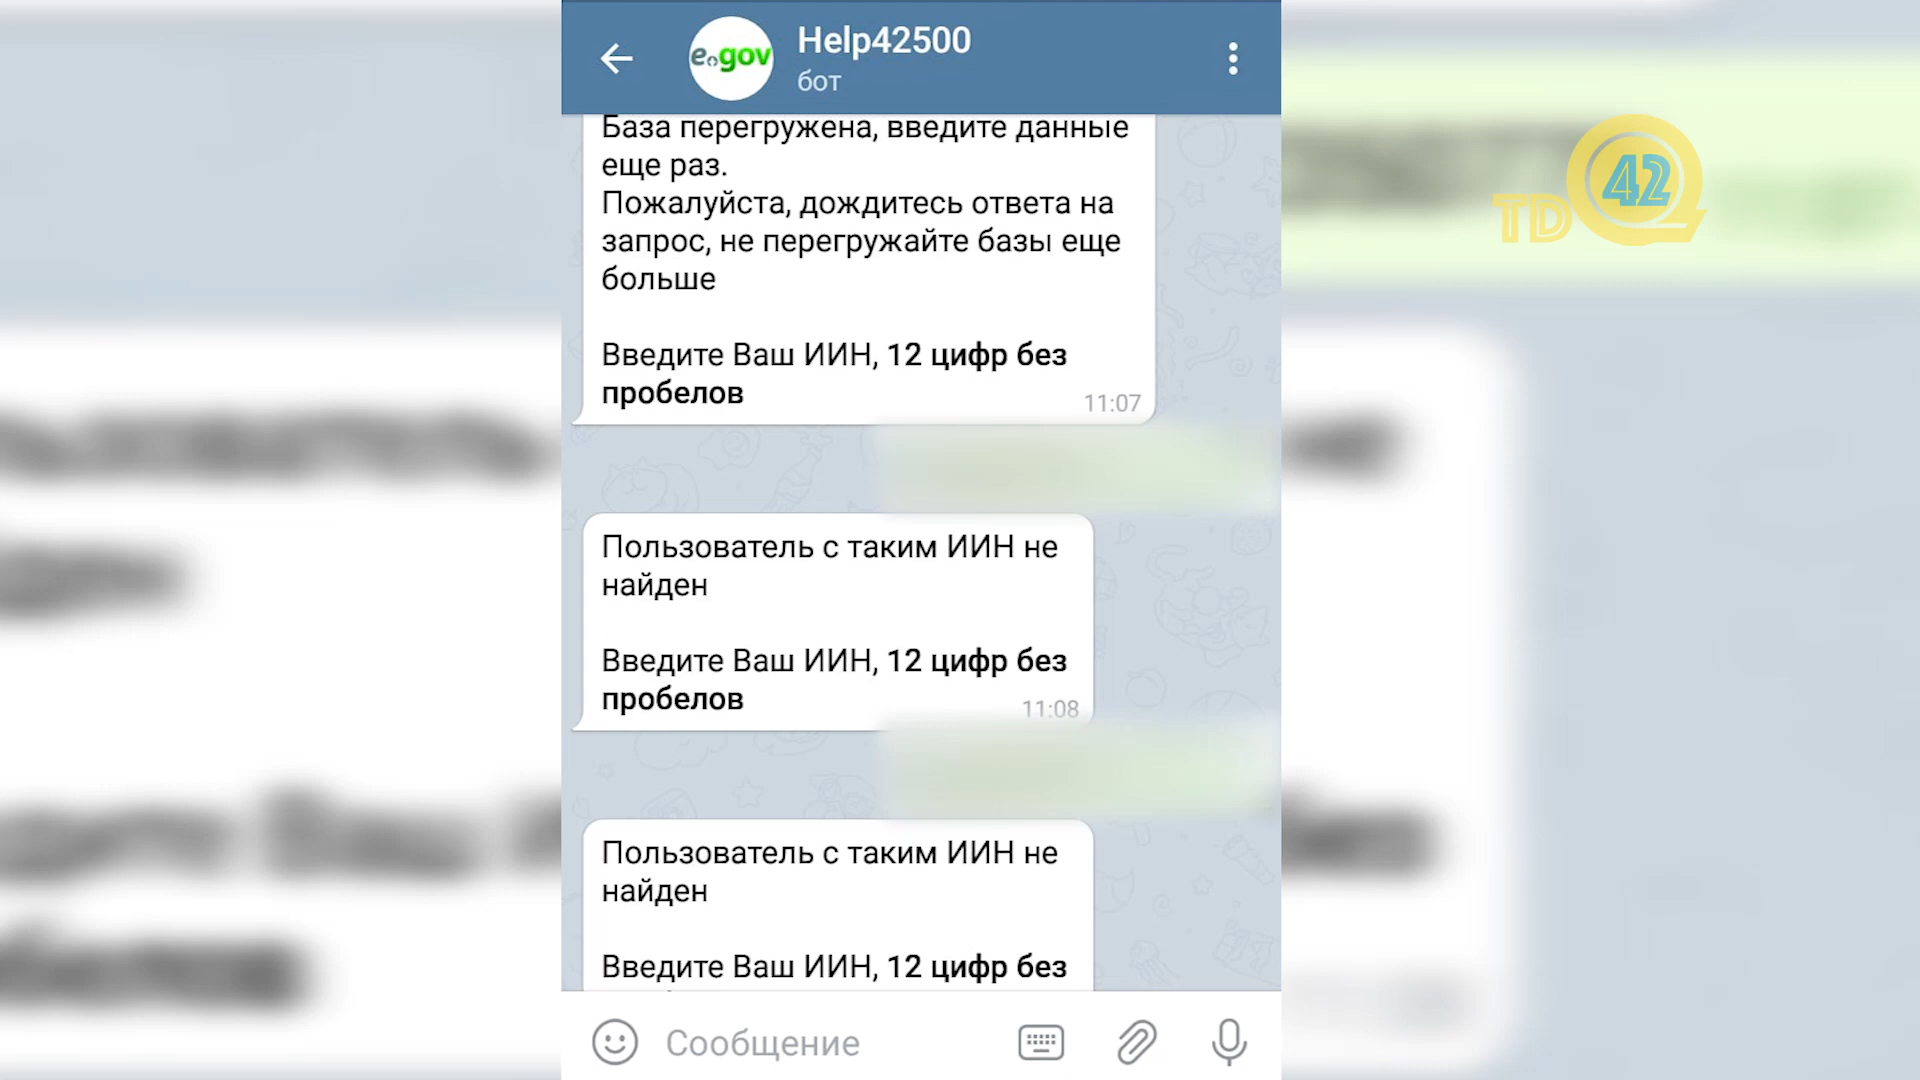 e.gov
Help42500
бот
База перегружена, введите данные
еще раз.
Пожалуйста, дождитесь ответа на
запрос, не перегружайте базы еще
больше
Введите Ваш ИИН, 12 цифр без
пробелов
11:07
TD 42
Пользователь с таким ИИН не
найден
Введите Ваш ИИН, 12 цифр без
пробелов
11:08
Пользователь с таким ИИН не
найден
Введите Ваш ИИН, 12 цифр без
Сообщение